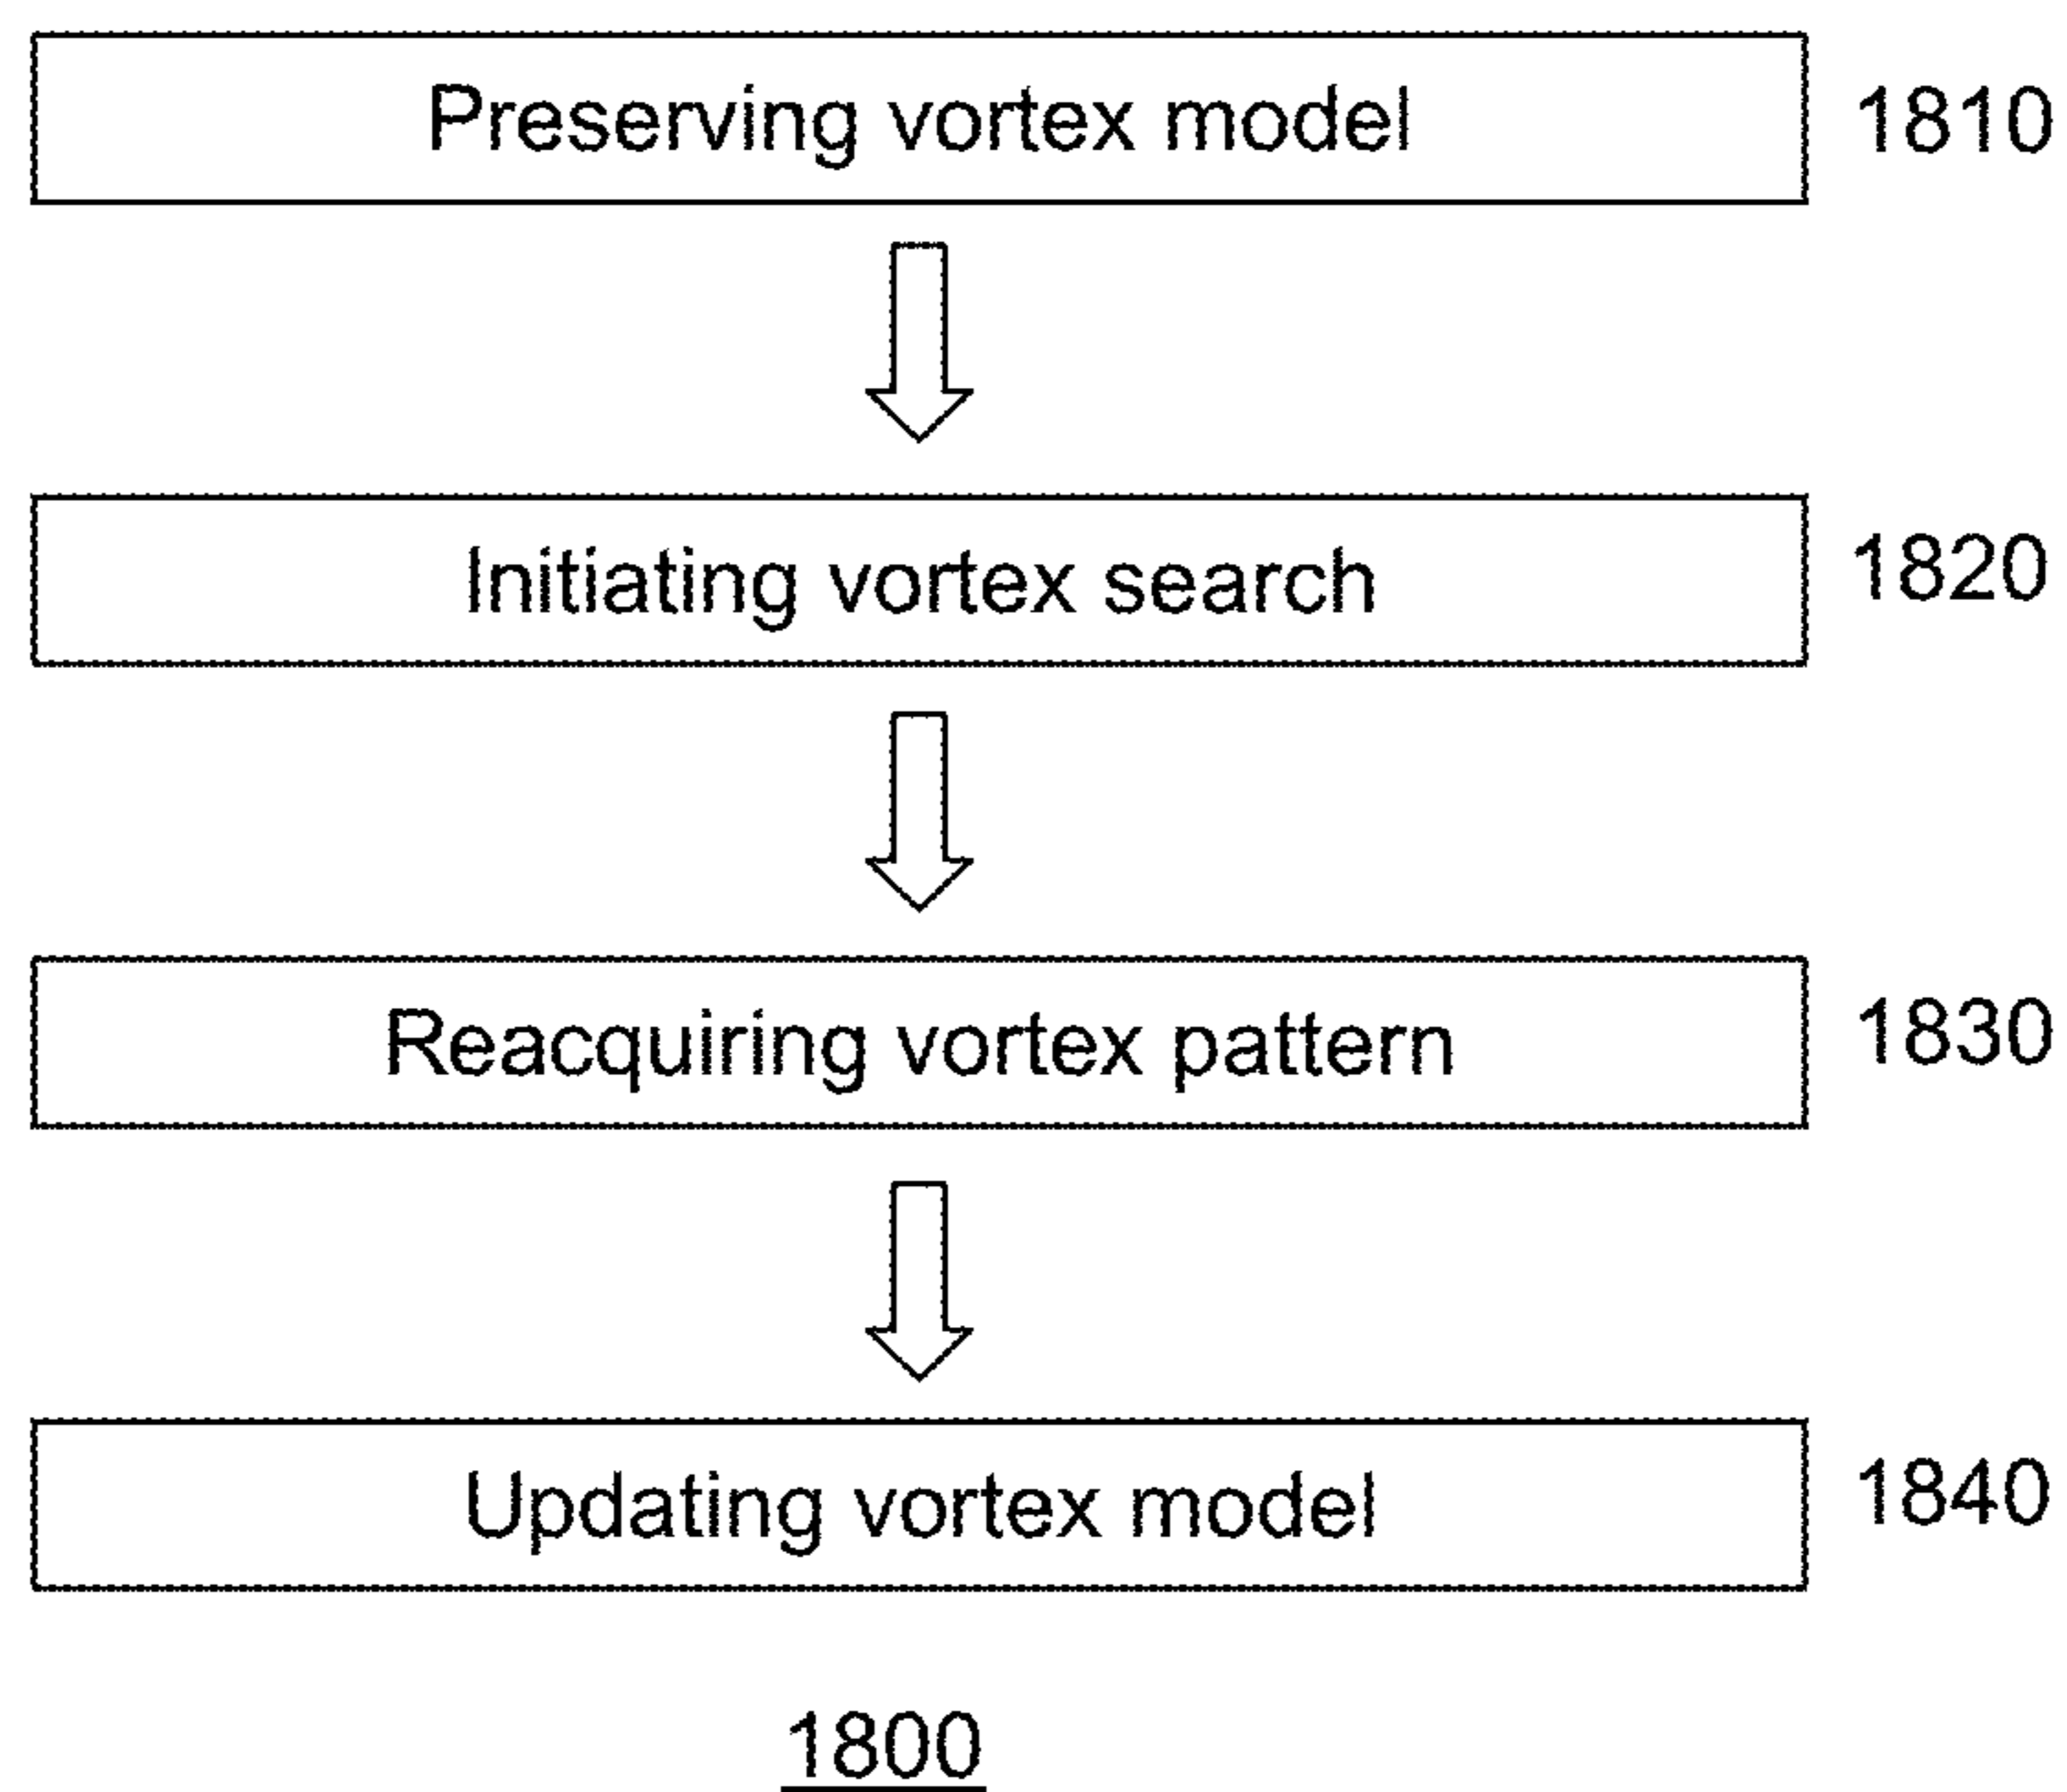 Preserving vortex model 1810
Initiating vortex search 1820
Reacquiring vortex pattern 1830
Updating vortex model 1840
1800